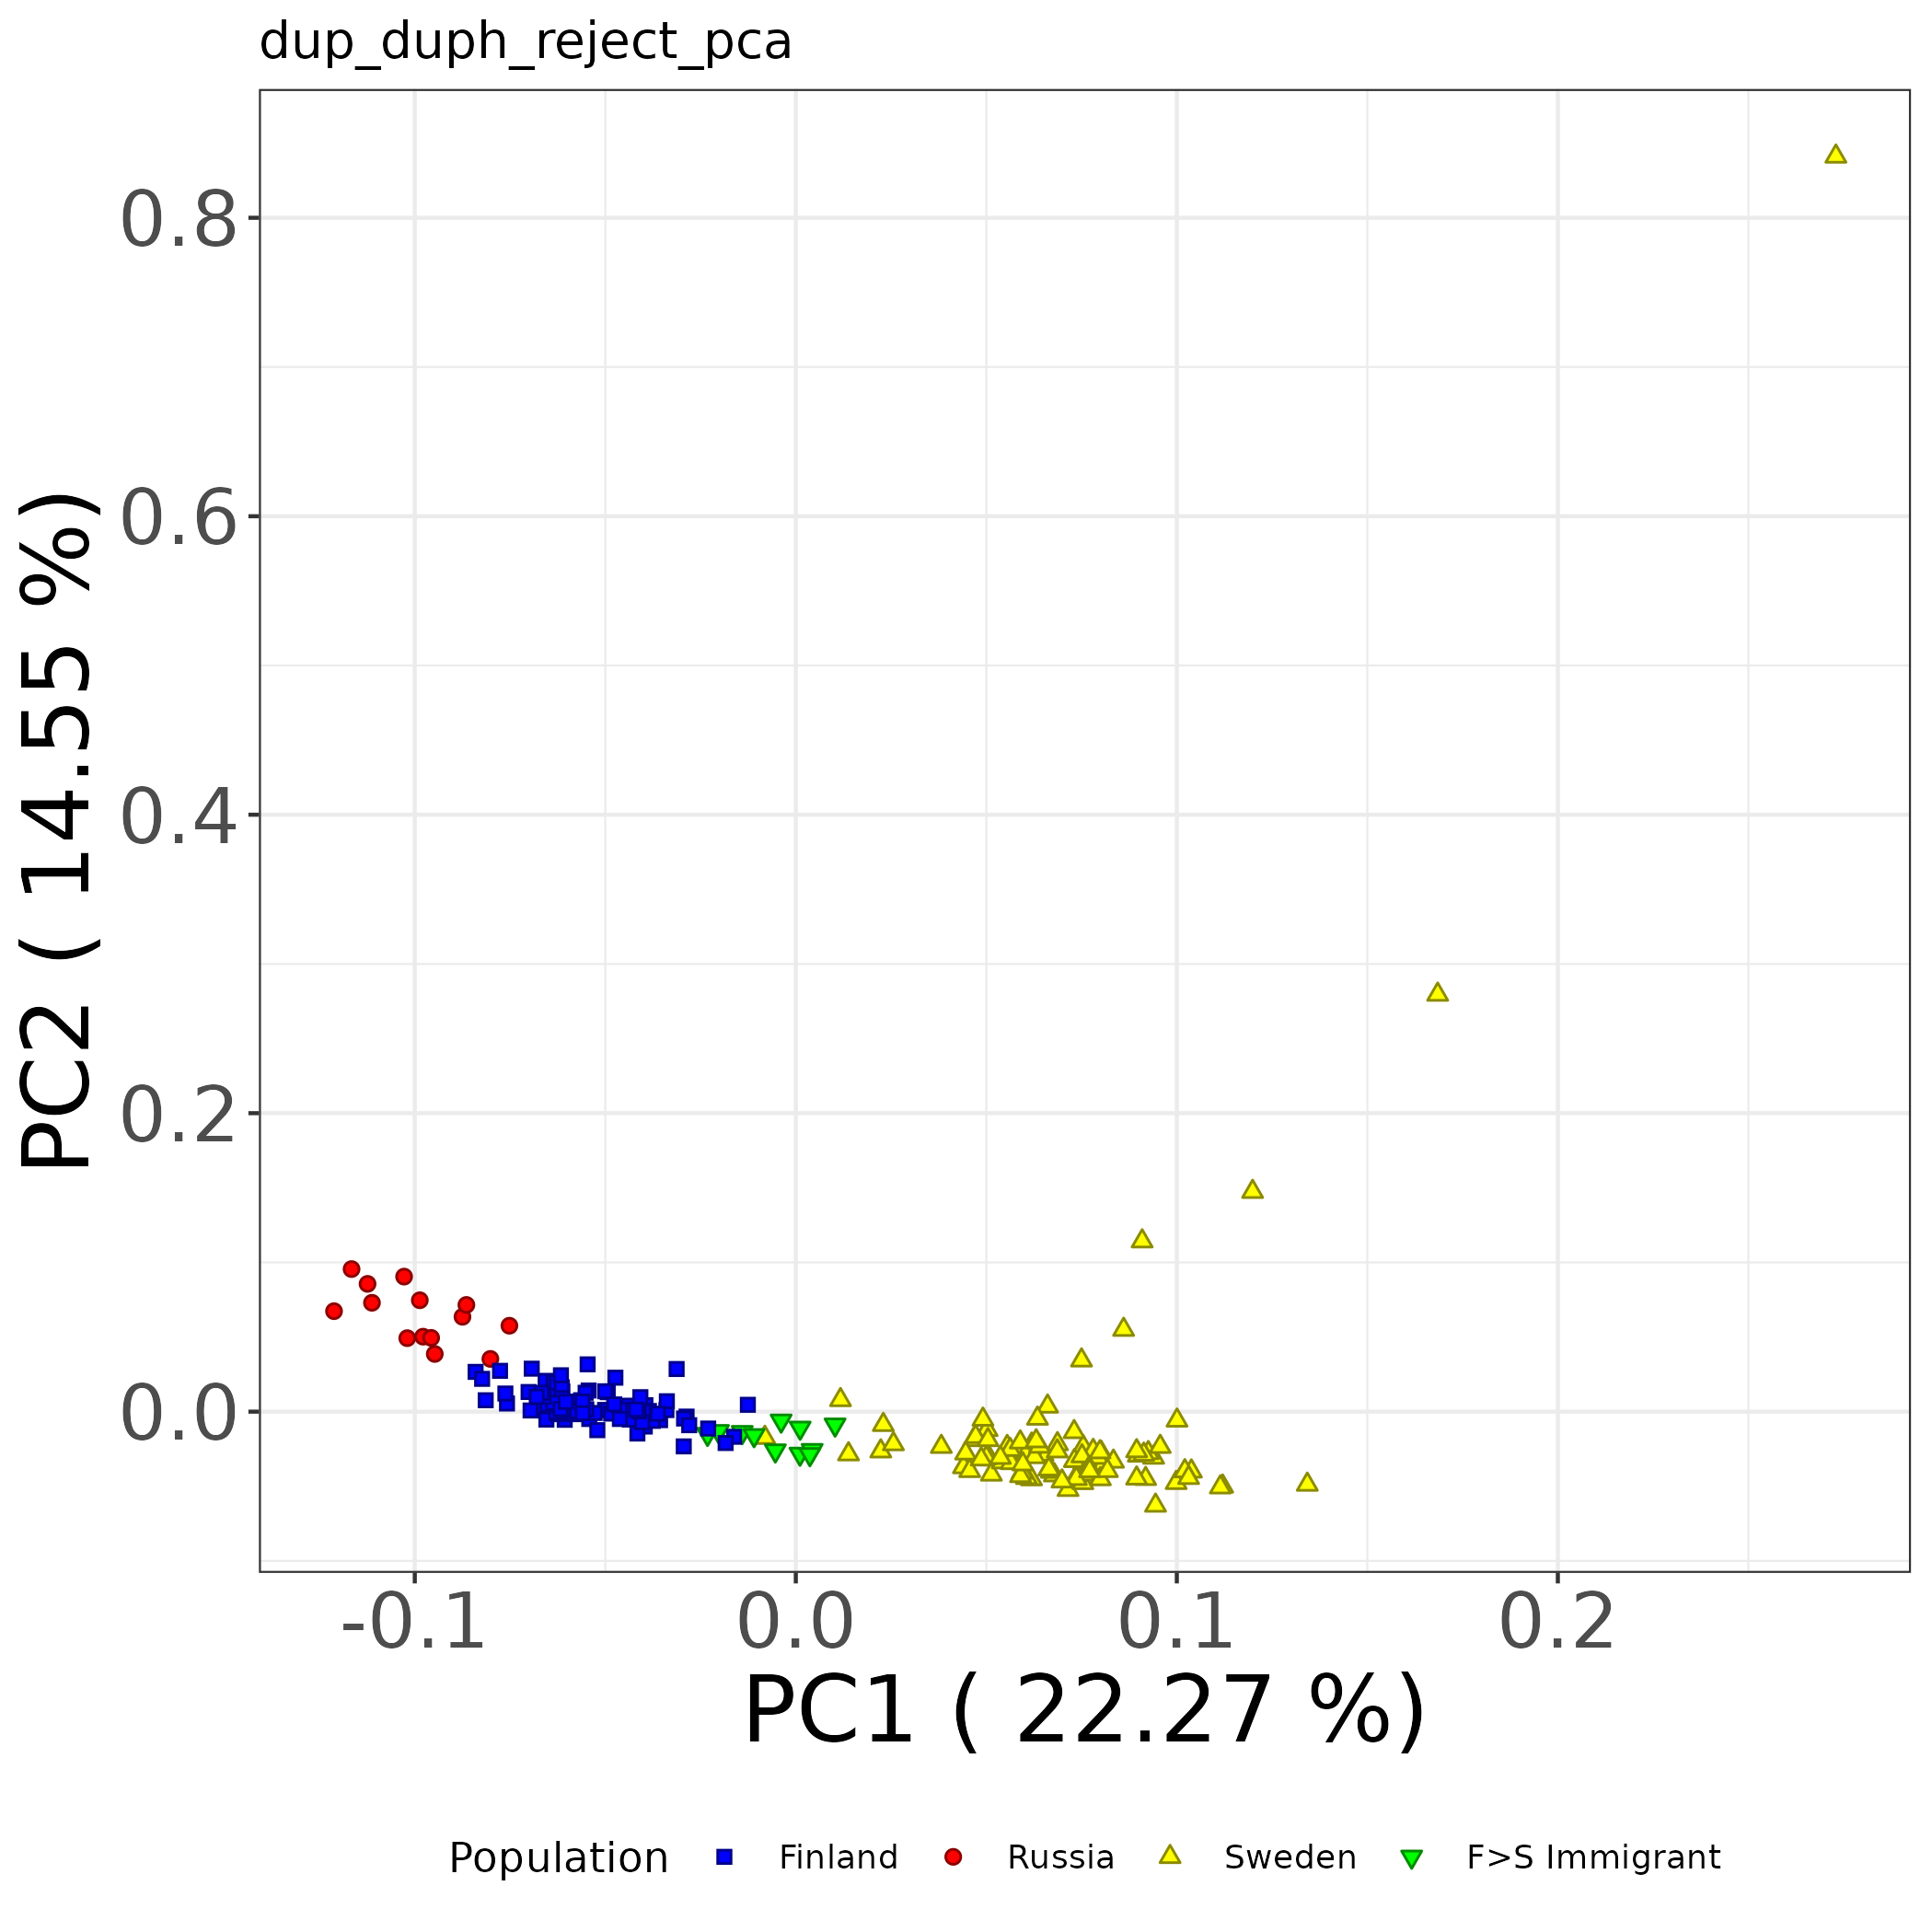 dup_duph_reject_pca
PC2 ( 14.55 %)
0.8
0.6
0.4
0.2
0.0
-0.1 0.0 0.1 0.2
PC1 ( 22.27 %)
Population Finland Russia Sweden F>S Immigrant